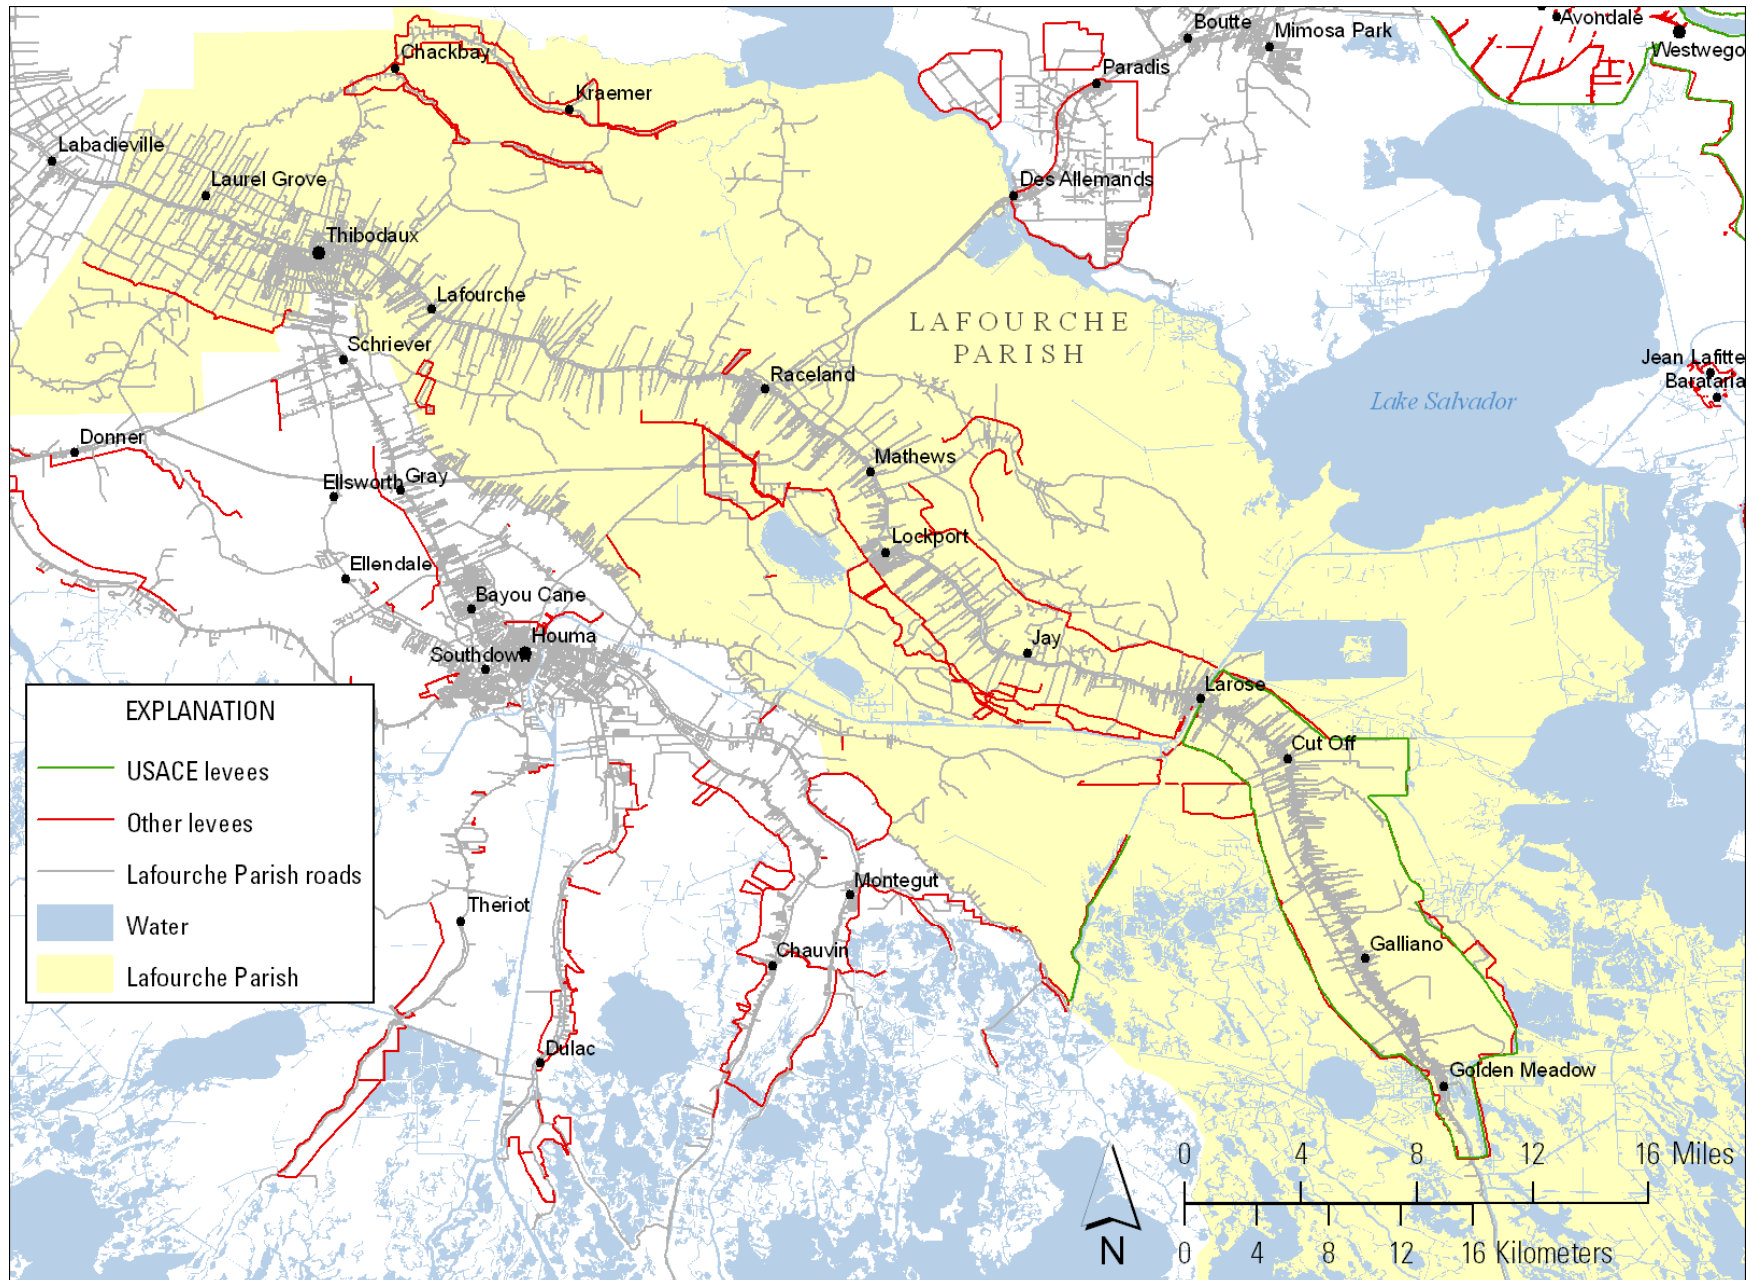 Boutte
Avondale
Mimosa Park
Westwego
Chackbay
Paradis
Kraemer
Labadieville
Laurel Grove
Des Allemands
Thibodaux
Lafourche
LAFOURCHE
PARISH
Schriever
Jean Lafitte
Raceland
Barataria
Lake Salvador
Donner
Mathews
Ellsworth
Gray
Lockport
Ellendale
Bayou Cane
Houma
Jay
Southdown
Larose
EXPLANATION
USACE levees
Other levees
Lafourche Parish roads
Water
Lafourche Parish
Cut Off
Montegut
Theriot
Galliano
Chauvin
Dulac
Golden Meadow
0 4 8 12 16 Miles
N
0 4 8 12 16 Kilometers